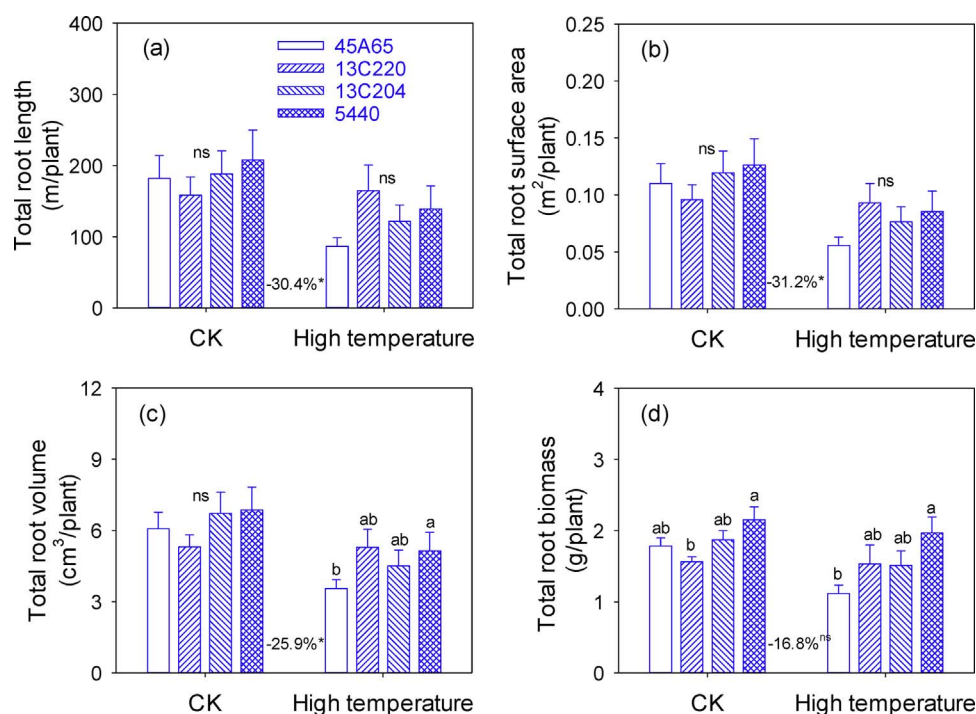 (a)
45A65
13C220
13C204
5440
Total root length
(m/plant)
400
300
200
100
0
ns
ns
-30.4%*
CK
High temperature
(b)
Total root surface area
(m²/plant)
0.25
0.20
0.15
0.10
0.05
0.00
ns
ns
-31.2%*
CK
High temperature
(c)
Total root volume
(cm³/plant)
12
9
6
3
0
ns
b
ab
ab
a
-25.9%*
CK
High temperature
(d)
Total root biomass
(g/plant)
4
3
2
1
0
ab
b
ab
a
b
ab
ab
a
-16.8%ns
CK
High temperature